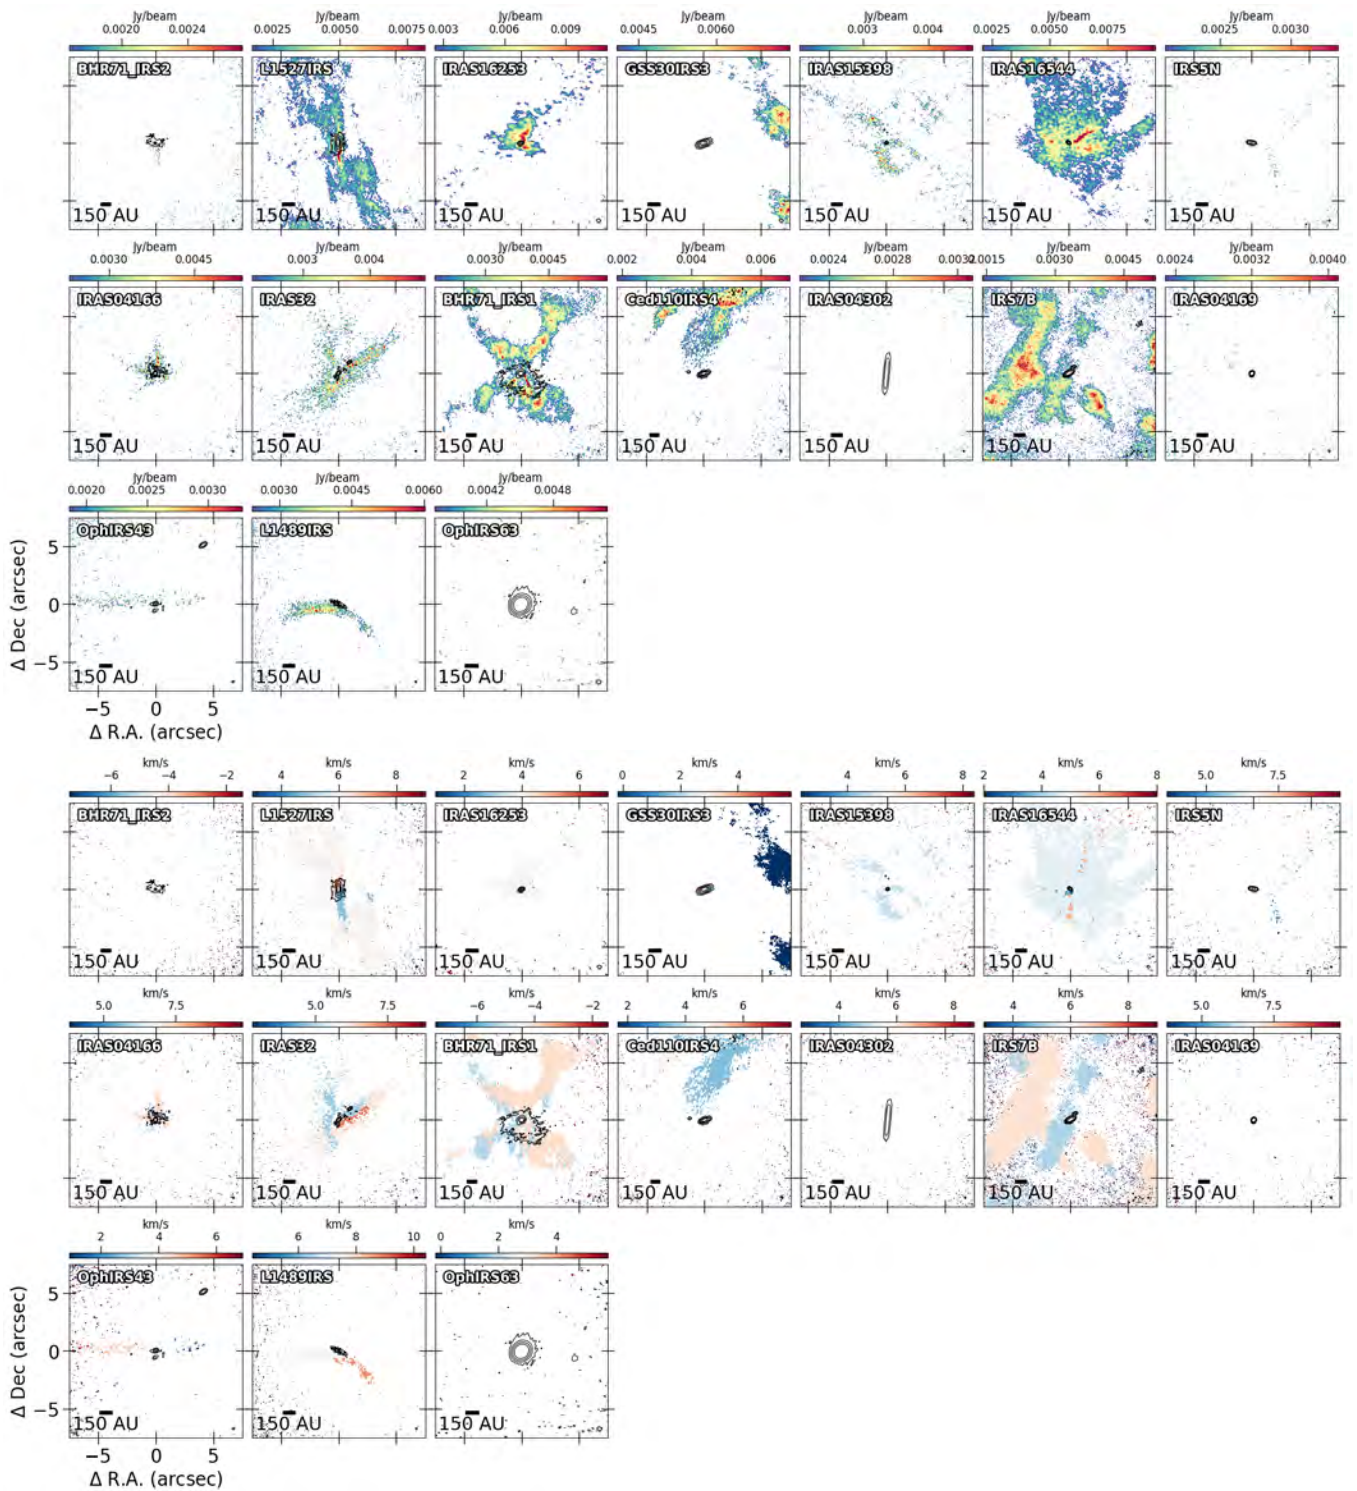 Jy/beam Jy/beam Jy/beam Jy/beam Jy/beam Jy/beam Jy/beam
0.0020 0.0024 0.0025 0.0050 0.0075 0.003 0.006 0.009 0.0045 0.0060 0.003 0.004 0.0025 0.0050 0.0075 0.0025 0.0030
BHR71_IRS2 L1527IRS IRAS16253 GSS30IRS3 IRAS15398 IRAS16544 IRS5N
150 AU 150 AU 150 AU 150 AU 150 AU 150 AU 150 AU
Jy/beam Jy/beam Jy/beam Jy/beam Jy/beam Jy/beam Jy/beam
0.0030 0.0045 0.003 0.004 0.0030 0.0045 0.002 0.004 0.006 0.0024 0.0028 0.0032 0.0015 0.0030 0.0045 0.0024 0.0032 0.0040
IRAS04166 IRAS32 BHR71_IRS1 Ced110IRS4 IRAS04302 IRS7B IRAS04169
150 AU 150 AU 150 AU 150 AU 150 AU 150 AU 150 AU
Jy/beam Jy/beam Jy/beam
0.0020 0.0025 0.0030 0.0030 0.0045 0.0060 0.0042 0.0048
OphIRS43 L1489IRS OphIRS63
5
0
−5
Δ Dec (arcsec)
150 AU 150 AU 150 AU
−5 0 5
Δ R.A. (arcsec)
km/s km/s km/s km/s km/s km/s km/s
−6 −4 −2 4 6 8 2 4 6 0 2 4 4 6 8 2 4 6 8 5.0 7.5
BHR71_IRS2 L1527IRS IRAS16253 GSS30IRS3 IRAS15398 IRAS16544 IRS5N
150 AU 150 AU 150 AU 150 AU 150 AU 150 AU 150 AU
km/s km/s km/s km/s km/s km/s km/s
5.0 7.5 5.0 7.5 −6 −4 −2 2 4 6 4 6 8 4 6 8 5.0 7.5
IRAS04166 IRAS32 BHR71_IRS1 Ced110IRS4 IRAS04302 IRS7B IRAS04169
150 AU 150 AU 150 AU 150 AU 150 AU 150 AU 150 AU
km/s km/s km/s
2 4 6 6 8 10 0 2 4
OphIRS43 L1489IRS OphIRS63
5
0
−5
Δ Dec (arcsec)
150 AU 150 AU 150 AU
−5 0 5
Δ R.A. (arcsec)